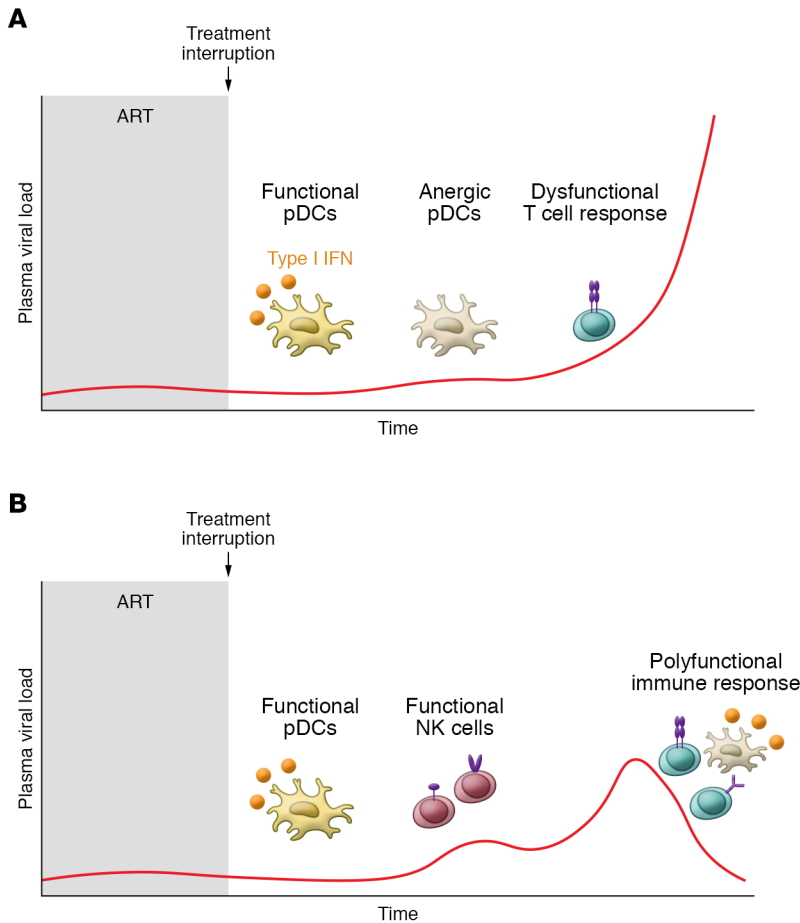 A
Treatment
interruption
ART
Functional
pDCs
Anergic
pDCs
Dysfunctional
T cell response
Type I IFN
Plasma viral load
Time
B
Treatment
interruption
ART
Polyfunctional
immune response
Functional
pDCs
Functional
NK cells
Plasma viral load
Time